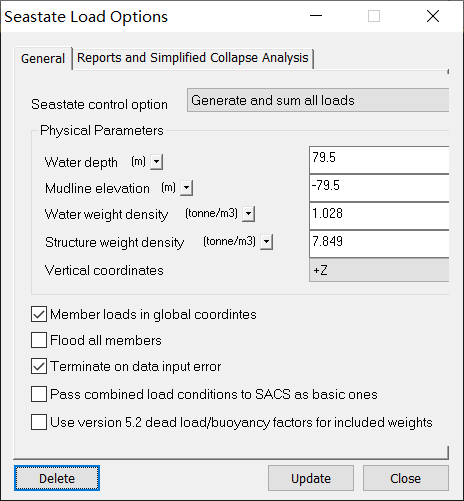 Seastate Load Options
General
Reports and Simplified Collapse Analysis
Seastate control option Generate and sum all loads
Physical Parameters
Water depth (m) 79.5
Mudline elevation (m) -79.5
Water weight density (tonne/m3) 1.028
Structure weight density (tonne/m3) 7.849
Vertical coordinates +Z
Member loads in global coordintes
Flood all members
Terminate on data input error
Pass combined load conditions to SACS as basic ones
Use version 5.2 dead load/buoyancy factors for included weights
Delete Update Close